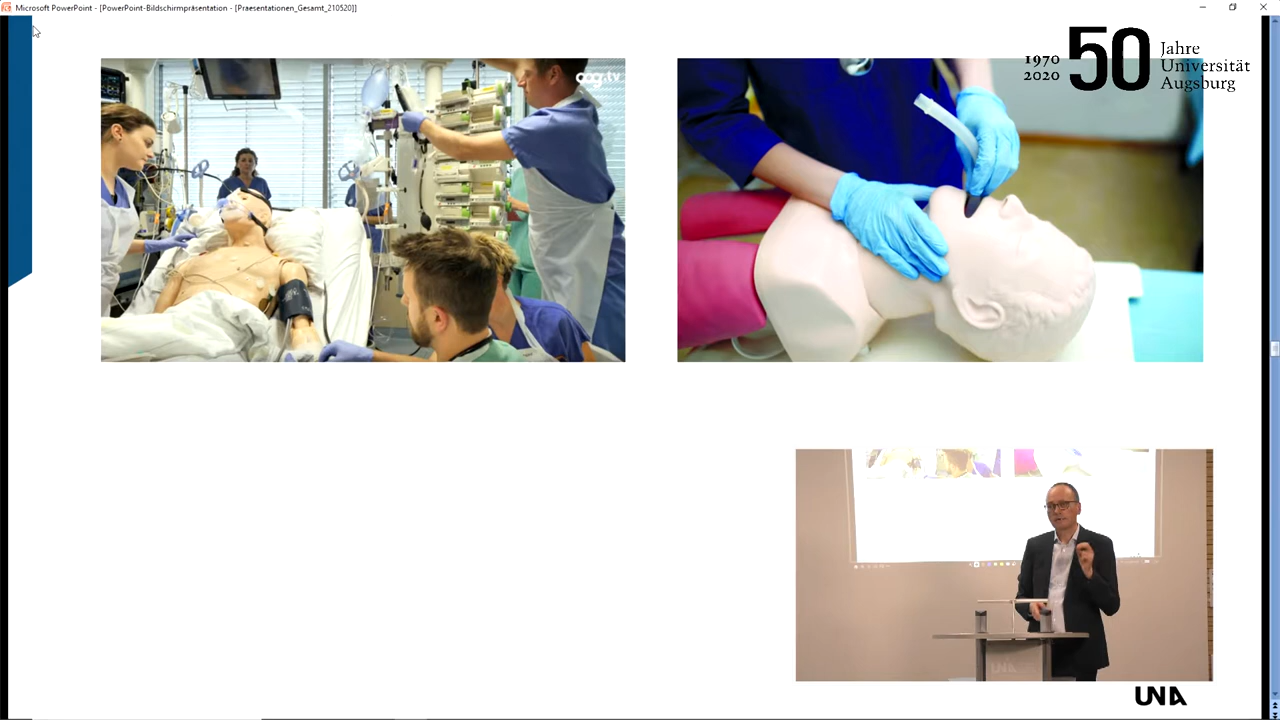 Microsoft PowerPoint - [PowerPoint-Bildschirmpräsentation - [Praesentationen_Gesamt_210520]]
1970
2020
50
Jahre
Universität
Augsburg
UNA